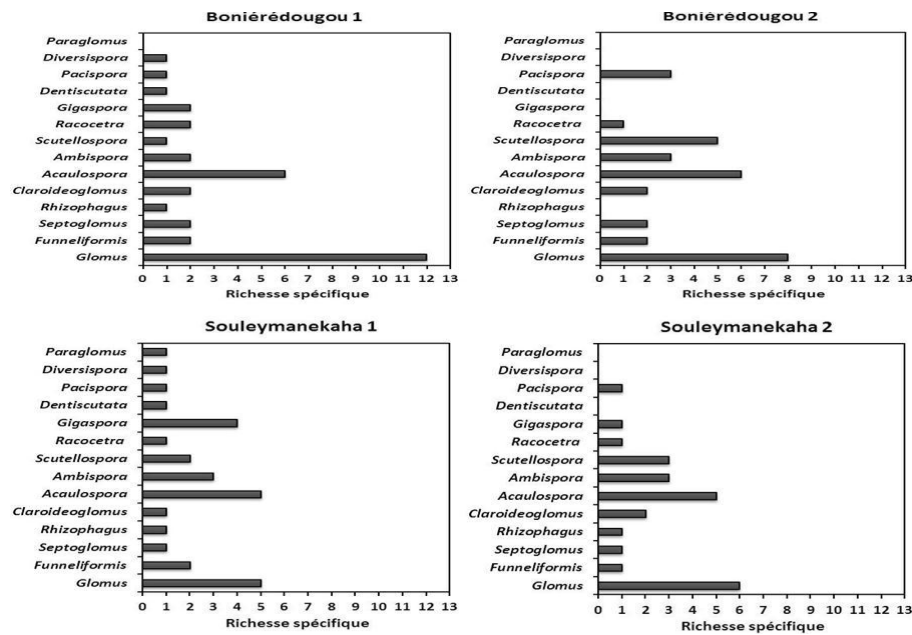 Boniérédougou 1
Paraglomus
Diversispora
Pacispora
Dentiscutata
Gigaspora
Racocetra
Scutellospora
Ambispora
Acaulospora
Claroideoglomus
Rhizophagus
Septoglomus
Funneliformis
Glomus
0 1 2 3 4 5 6 7 8 9 10 11 12 13
Richesse spécifique
Boniérédougou 2
Paraglomus
Diversispora
Pacispora
Dentiscutata
Gigaspora
Racocetra
Scutellospora
Ambispora
Acaulospora
Claroideoglomus
Rhizophagus
Septoglomus
Funneliformis
Glomus
0 1 2 3 4 5 6 7 8 9 10 11 12 13
Richesse spécifique
Souleymanekaha 1
Paraglomus
Diversispora
Pacispora
Dentiscutata
Gigaspora
Racocetra
Scutellospora
Ambispora
Acaulospora
Claroideoglomus
Rhizophagus
Septoglomus
Funneliformis
Glomus
0 1 2 3 4 5 6 7 8 9 10 11 12 13
Richesse spécifique
Souleymanekaha 2
Paraglomus
Diversispora
Pacispora
Dentiscutata
Gigaspora
Racocetra
Scutellospora
Ambispora
Acaulospora
Claroideoglomus
Rhizophagus
Septoglomus
Funneliformis
Glomus
0 1 2 3 4 5 6 7 8 9 10 11 12 13
Richesse spécifique